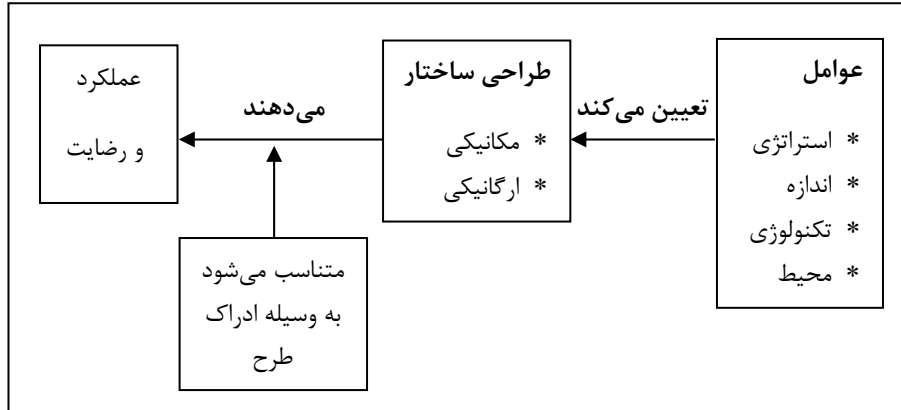 عوامل
* استراتژی
* اندازه
* تکنولوژی
* محیط
تعیین می‌کند
طراحی ساختار
* مکانیکی
* ارگانیکی
می‌دهند
عملکرد
و رضایت
متناسب می‌شود
به وسیله ادراک
طرح